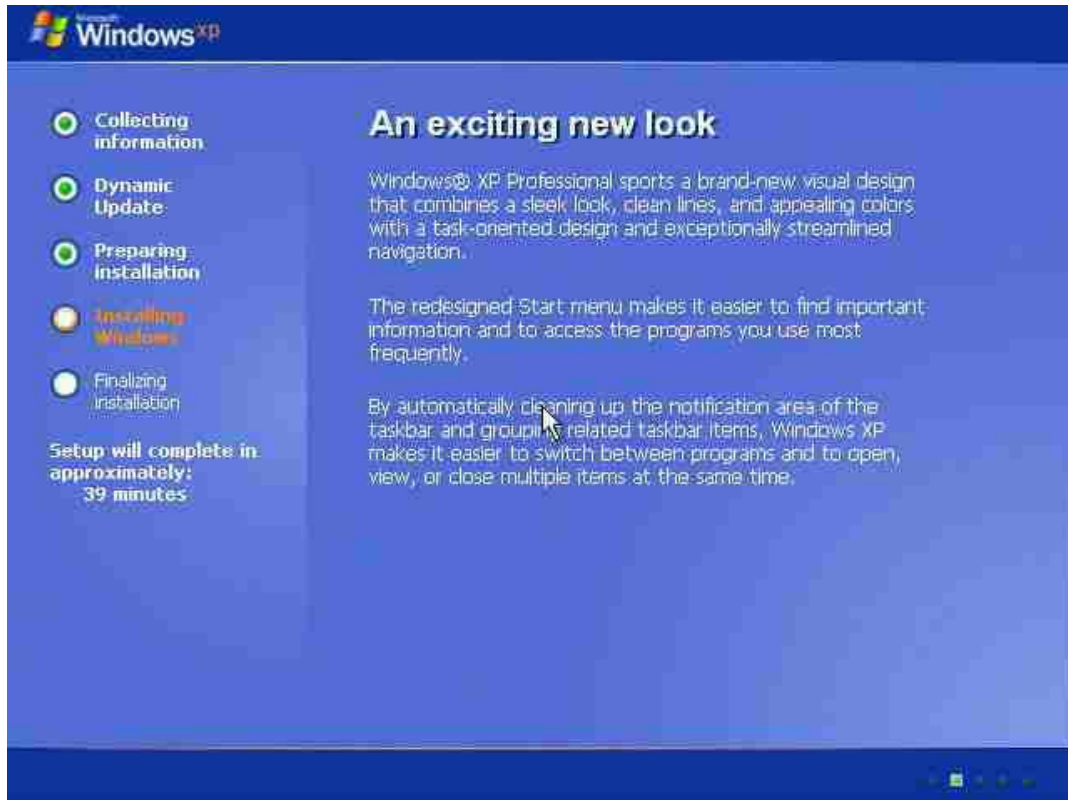 Microsoft
Windows xp
Collecting
information
Dynamic
Update
Preparing
installation
Installing
Windows
Finalizing
installation
Setup will complete in
approximately:
39 minutes
An exciting new look
Windows® XP Professional sports a brand-new visual design
that combines a sleek look, clean lines, and appealing colors
with a task-oriented design and exceptionally streamlined
navigation.
The redesigned Start menu makes it easier to find important
information and to access the programs you use most
frequently.
By automatically cleaning up the notification area of the
taskbar and grouping related taskbar items, Windows XP
makes it easier to switch between programs and to open,
view, or close multiple items at the same time.